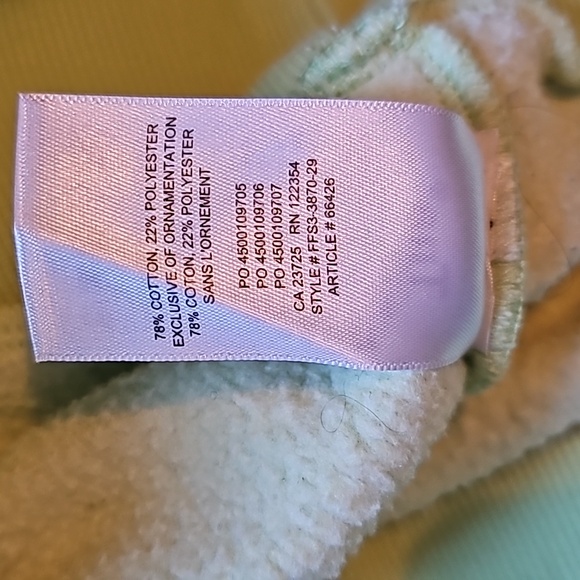 78% COTTON, 22% POLYESTER
EXCLUSIVE OF ORNAMENTATION
78% COTON, 22% POLYESTER
SANS L'ORNEMENT
PO 4500109705
PO 4500109706
PO 4500109707
CA 23725 RN 122354
STYLE # FFS3-3870-29
ARTICLE # 66426